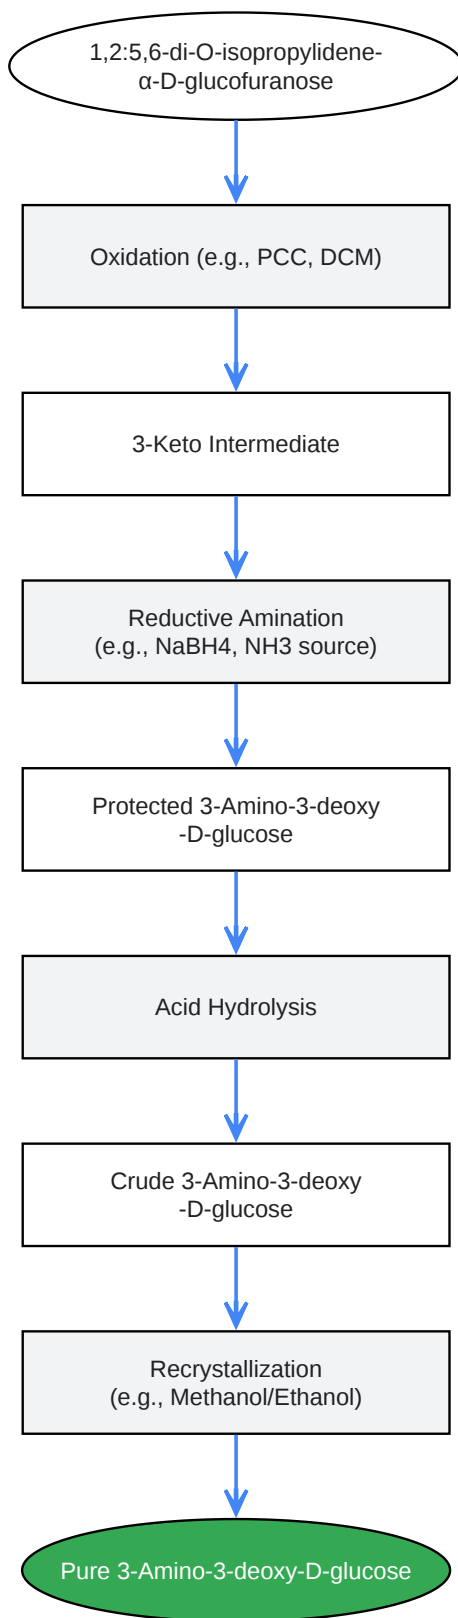 1,2:5,6-di-O-isopropylidene-
α-D-glucofuranose
Oxidation (e.g., PCC, DCM)
3-Keto Intermediate
Reductive Amination
(e.g., NaBH4, NH3 source)
Protected 3-Amino-3-deoxy
-D-glucose
Acid Hydrolysis
Crude 3-Amino-3-deoxy
-D-glucose
Recrystallization
(e.g., Methanol/Ethanol)
Pure 3-Amino-3-deoxy-D-glucose